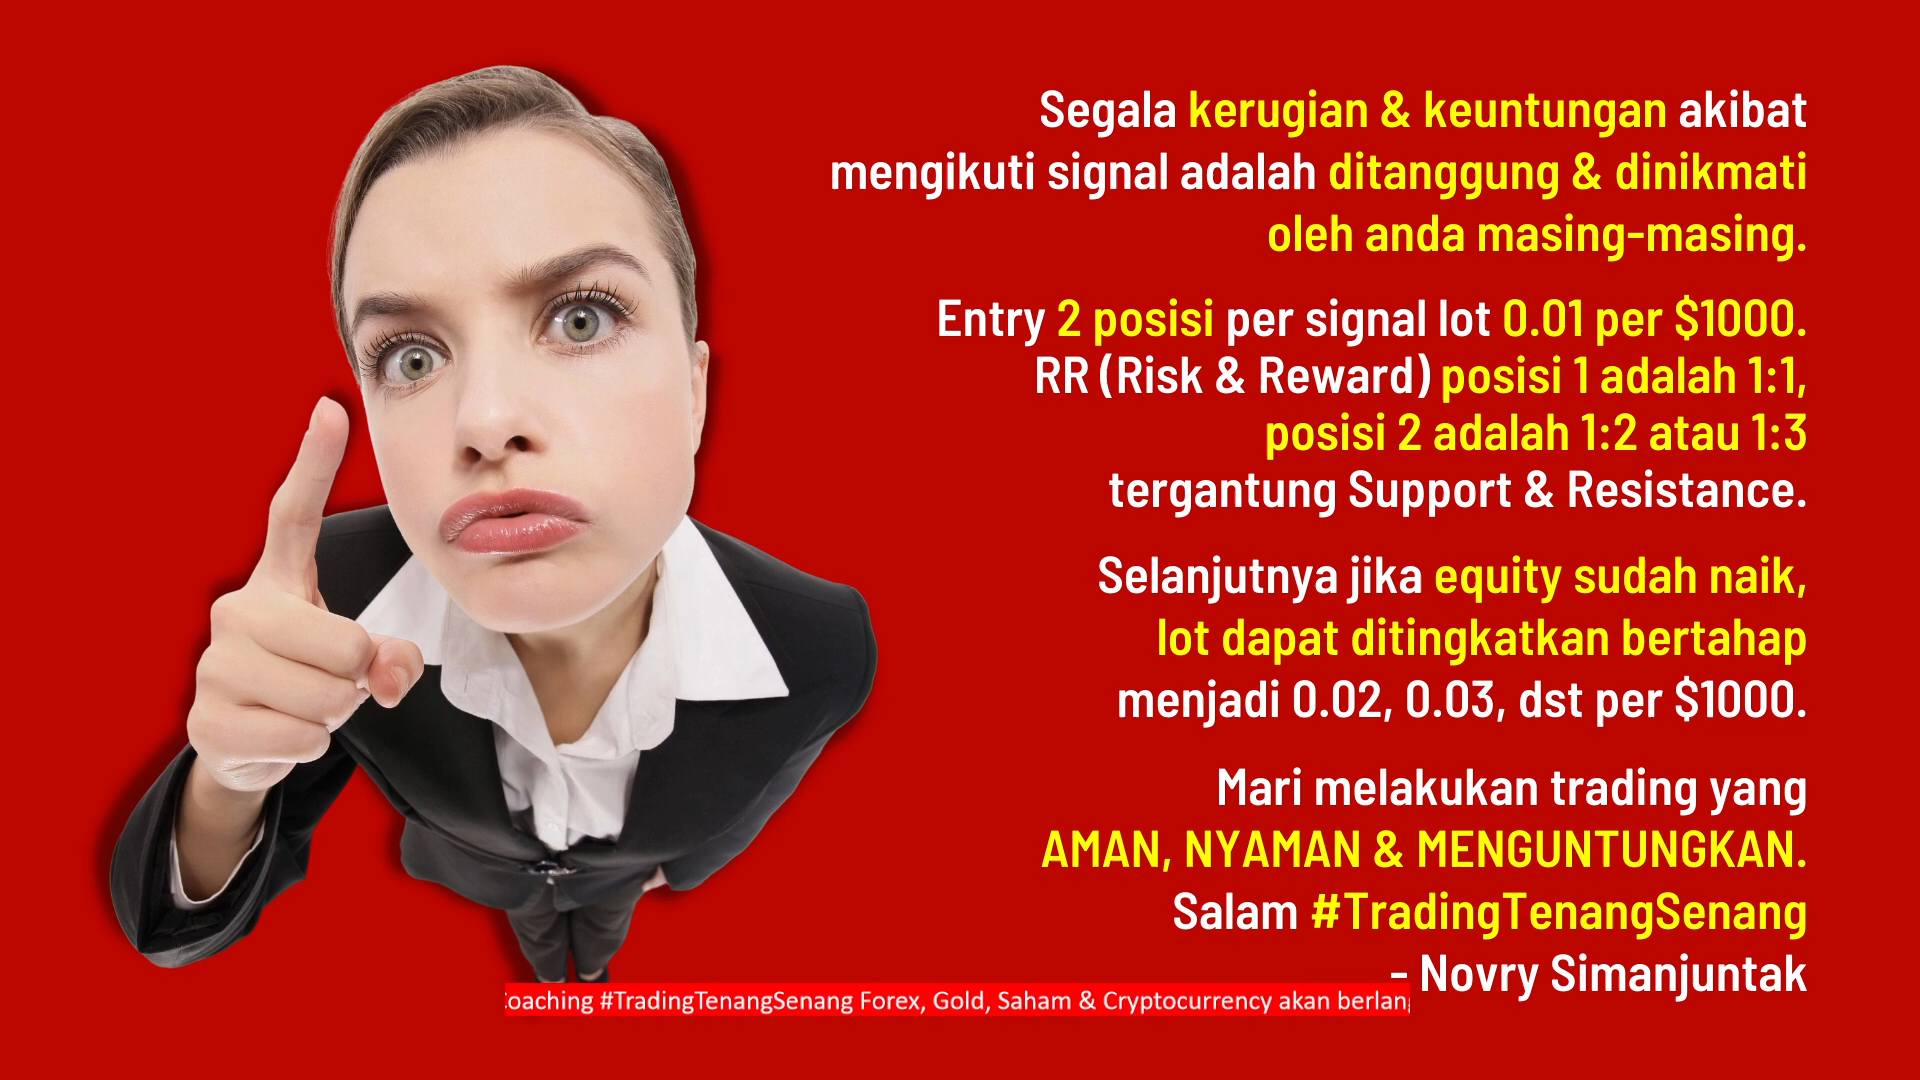 Segala kerugian & keuntungan akibat
mengikuti signal adalah ditanggung & dinikmati
oleh anda masing-masing.
Entry 2 posisi per signal lot 0.01 per $1000.
RR (Risk & Reward) posisi 1 adalah 1:1,
posisi 2 adalah 1:2 atau 1:3
tergantung Support & Resistance.
Selanjutnya jika equity sudah naik,
lot dapat ditingkatkan bertahap
menjadi 0.02, 0.03, dst per $1000.
Mari melakukan trading yang
AMAN, NYAMAN & MENGUNTUNGKAN.
Salam #TradingTenangSenang
- Novry Simanjuntak
#TradingTenangSenang Forex, Gold, Saham & Cryptocurrency akan